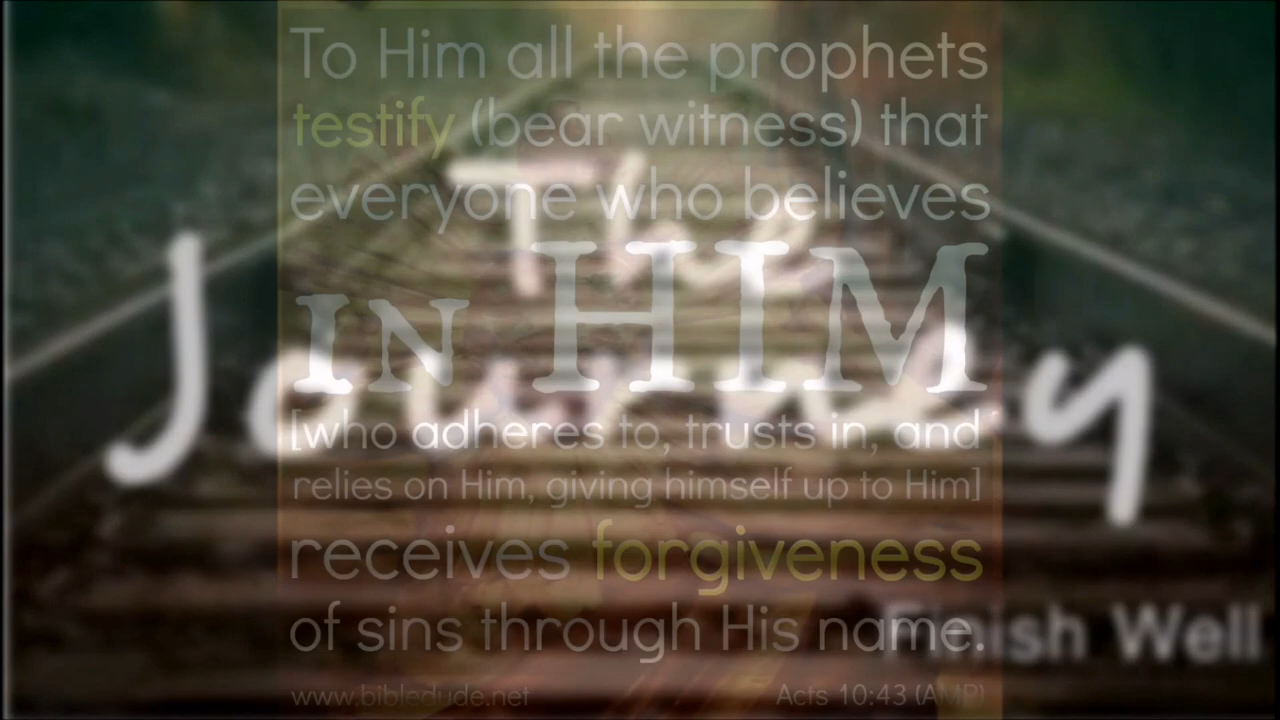 To Him all the prophets
testify (bear witness) that
everyone who believes
IN HIM
[who adheres to, trusts in, and
relies on Him, giving himself up to Him]
receives forgiveness
of sins through His name.
www.bibledude.net Acts 10:43 (AMP)
The
Journey
Finish Well